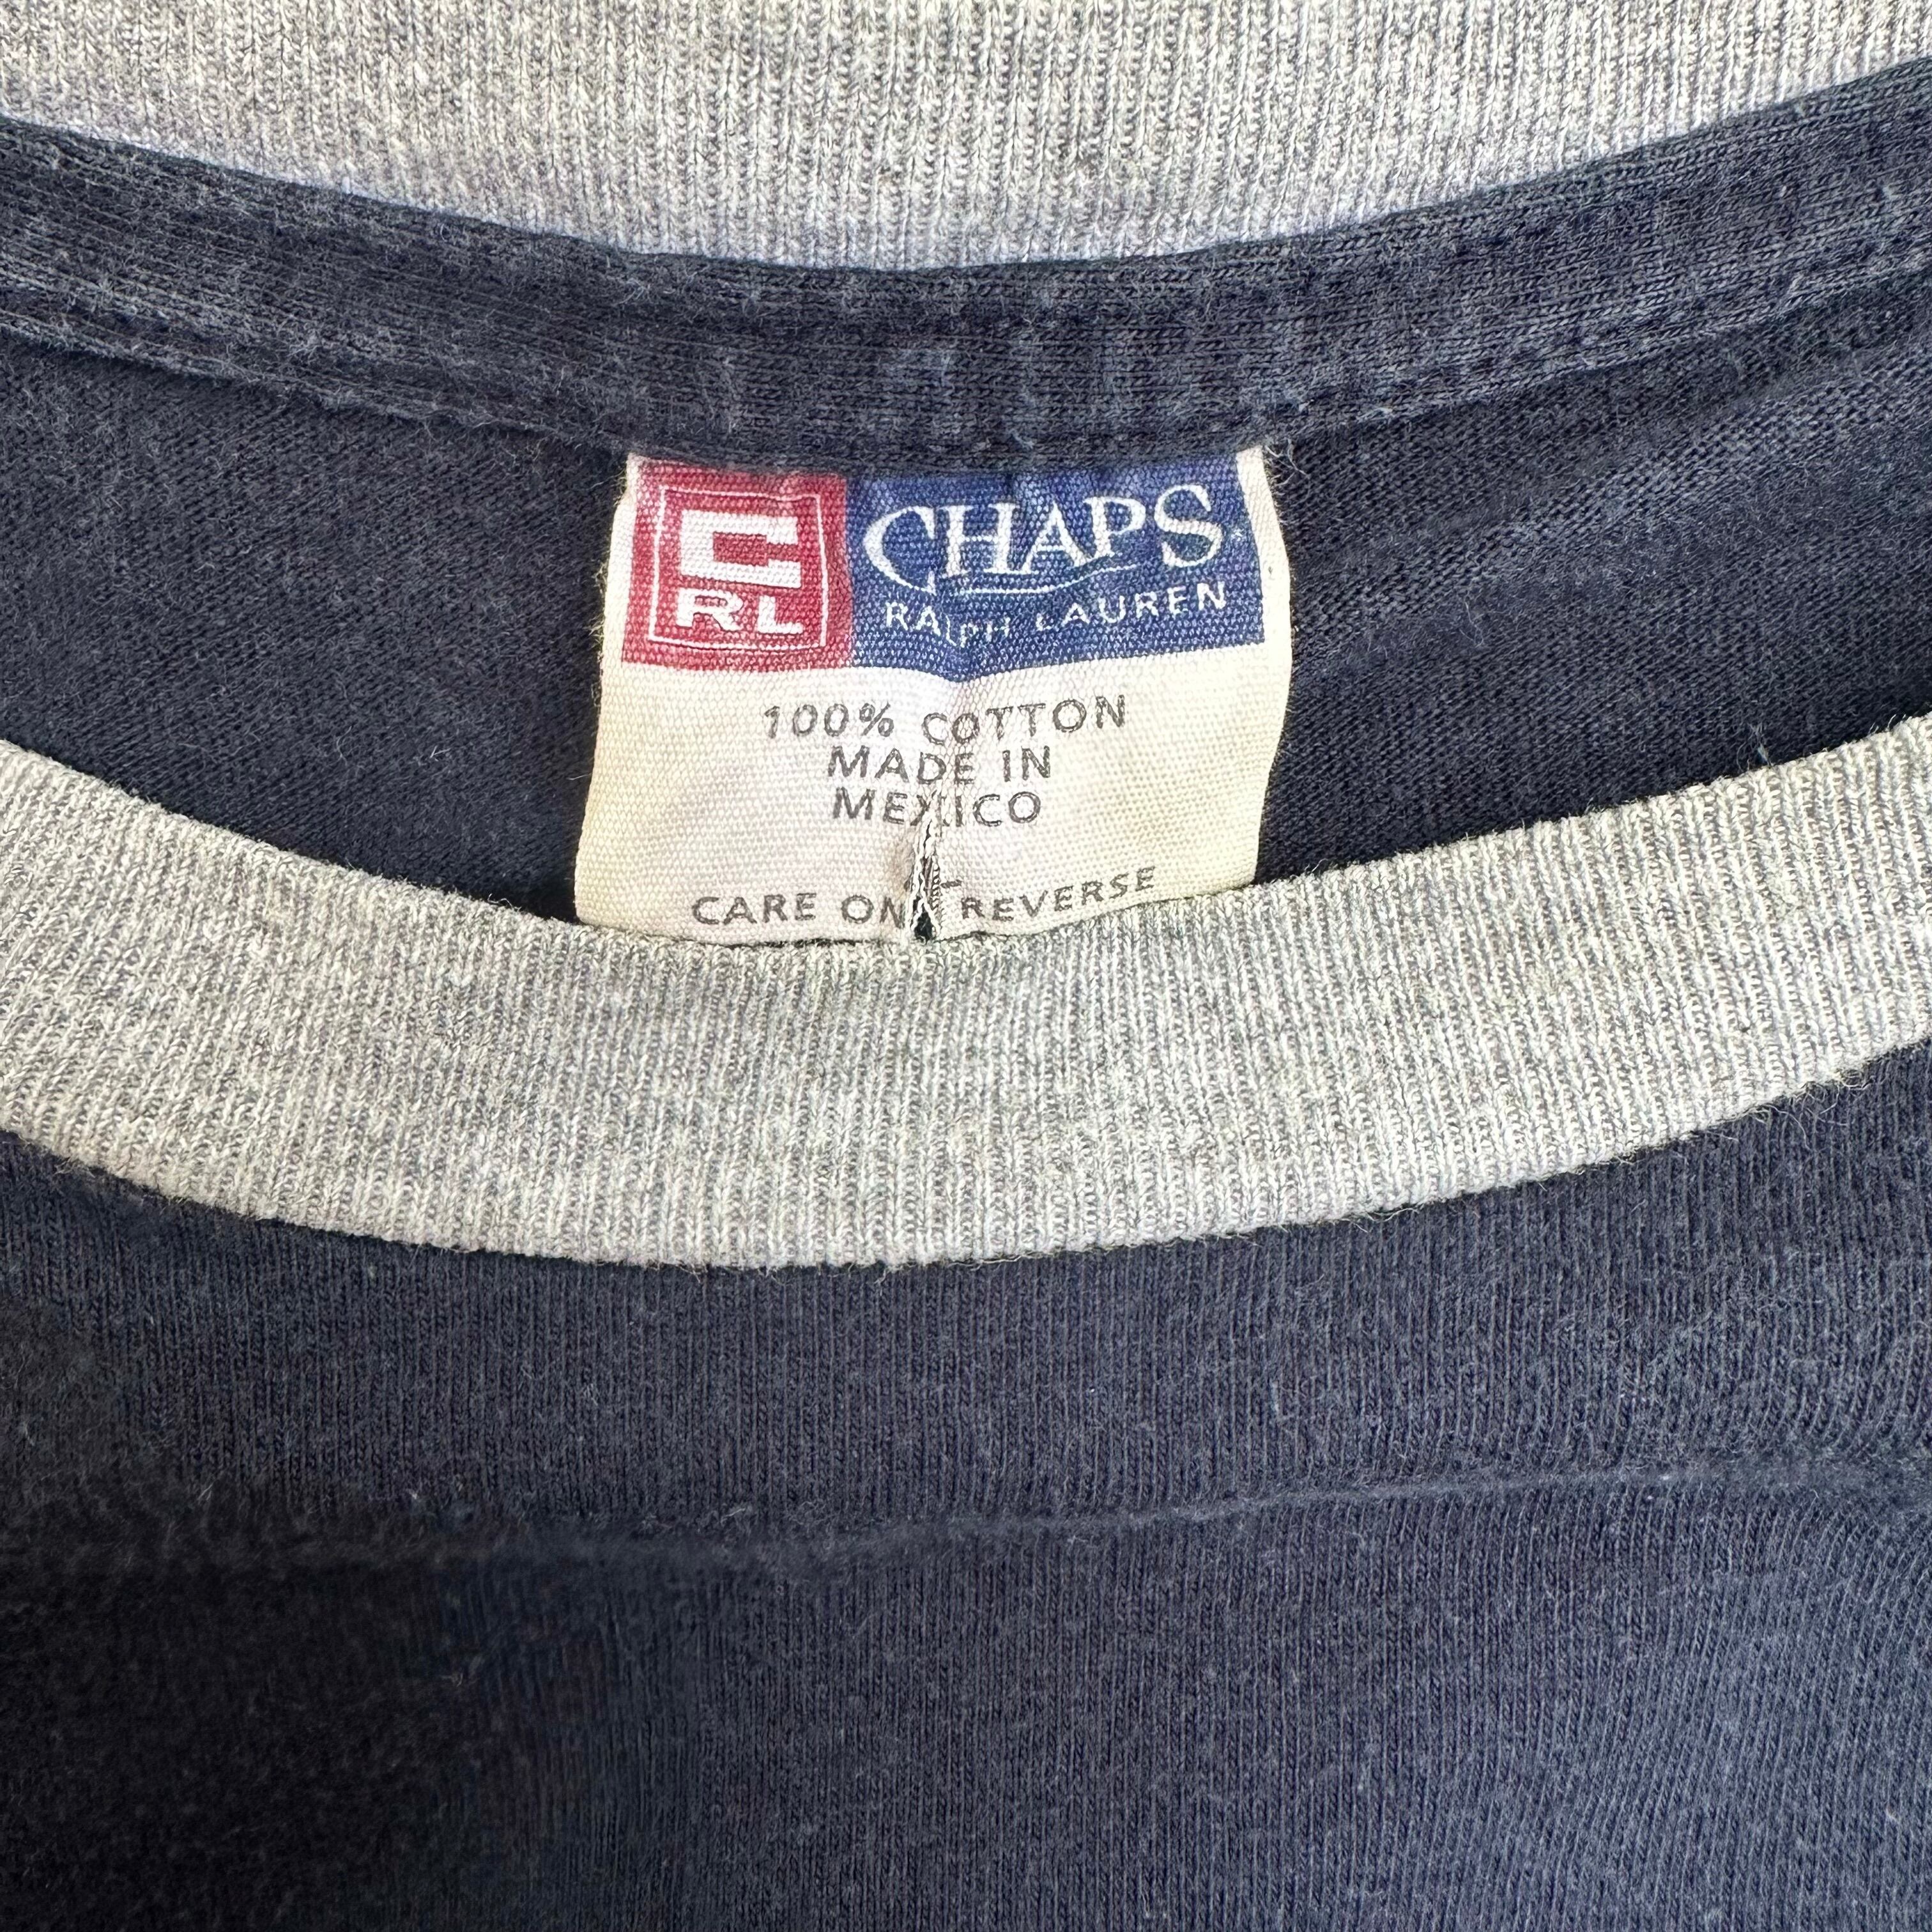 C
RL
CHAPS
RALPH LAUREN
100% COTTON
MADE IN
MEXICO
CARE ON REVERSE